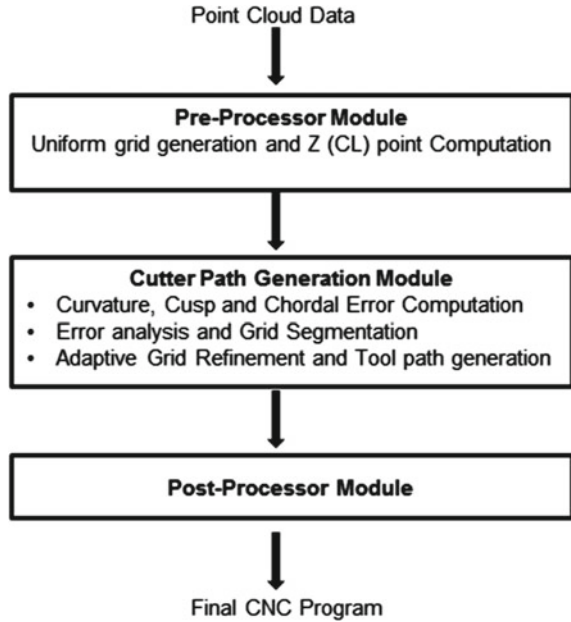 Point Cloud Data
Pre-Processor Module
Uniform grid generation and Z (CL) point Computation
Cutter Path Generation Module
• Curvature, Cusp and Chordal Error Computation
• Error analysis and Grid Segmentation
• Adaptive Grid Refinement and Tool path generation
Post-Processor Module
Final CNC Program